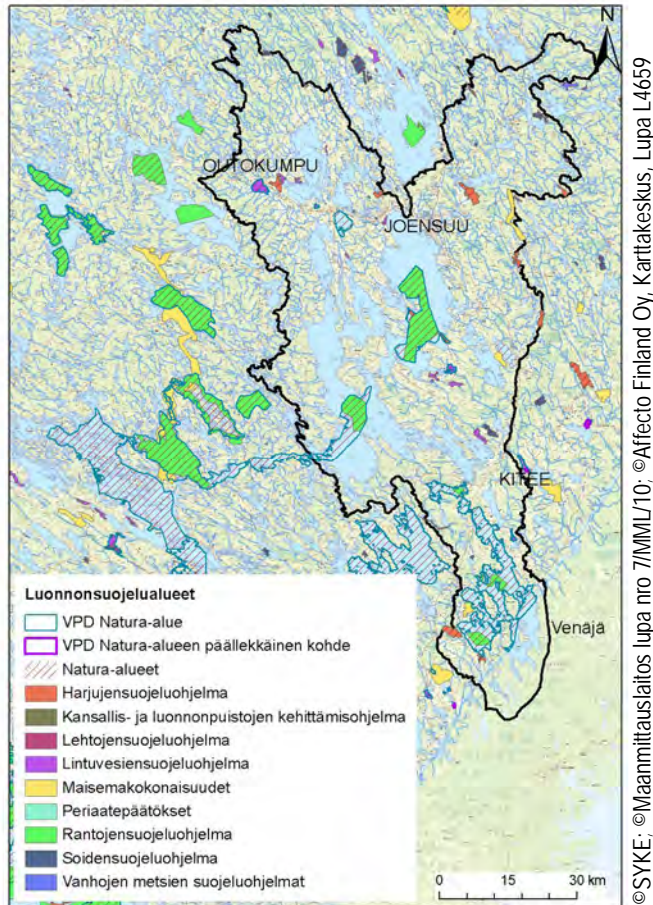 N
OUTOKUMPU
JOENSUU
KITEE
Venäjä
Luonnonsuojelualueet
VPD Natura-alue
VPD Natura-alueen päällekkäinen kohde
Natura-alueet
Harjujensuojeluohjelma
Kansallis- ja luonnonpuistojen kehittämisohjelma
Lehtojensuojeluohjelma
Lintuvesiensuojeluohjelma
Maisemakokonaisuudet
Periaatepäätökset
Rantojensuojeluohjelma
Soidensuojeluohjelma
Vanhojen metsien suojeluohjelmat
0 15 30 km
©SYKE; ©Maanmittauslaitos lupa nro 7/MML/10; ©Affecto Finland Oy, Karttakeskus, Lupa L4659